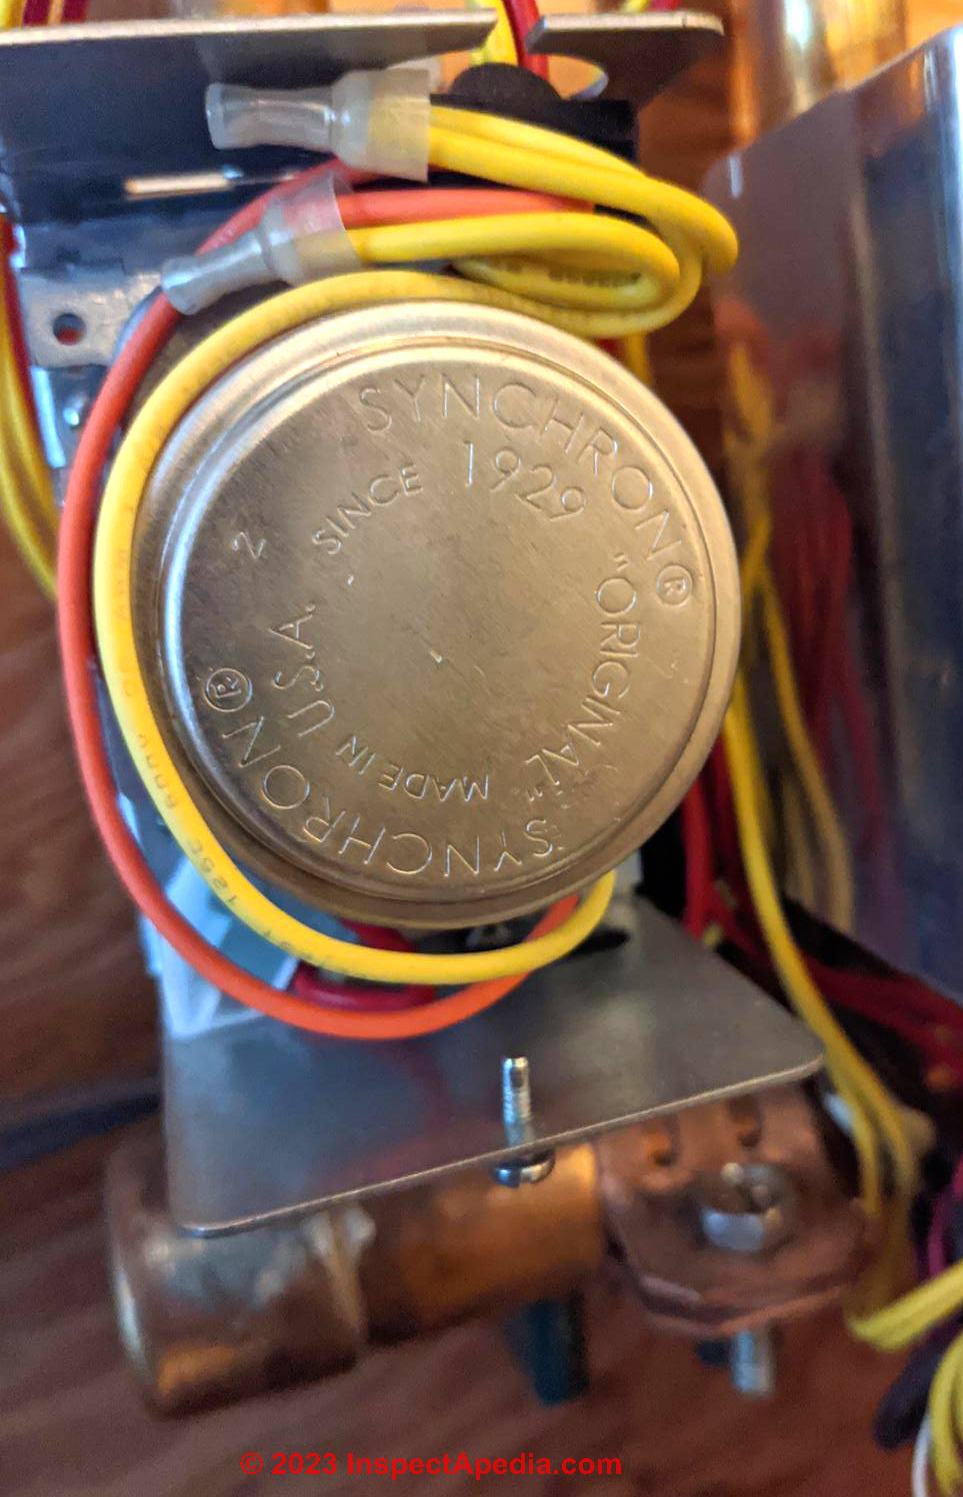 SYNCHRON®
SINCE 1929
"ORIGINAL"
SYNCHRON®
MADE IN U.S.A.
2
© 2023 InspectApedia.com